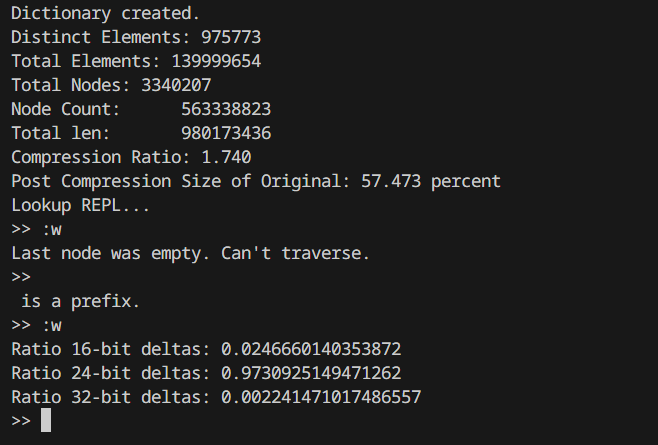 Dictionary created.
Distinct Elements: 975773
Total Elements: 139999654
Total Nodes: 3340207
Node Count:      563338823
Total len:       980173436
Compression Ratio: 1.740
Post Compression Size of Original: 57.473 percent
Lookup REPL...
>> :w
Last node was empty. Can't traverse.
>>
 is a prefix.
>> :w
Ratio 16-bit deltas: 0.0246660140353872
Ratio 24-bit deltas: 0.9730925149471262
Ratio 32-bit deltas: 0.002241471017486557
>>